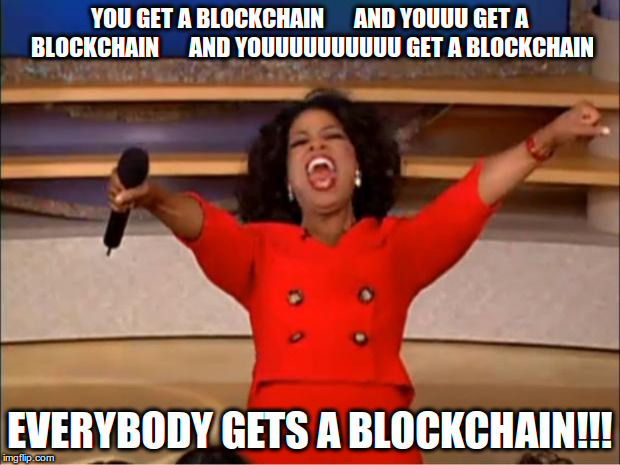 YOU GET A BLOCKCHAIN AND YOUUU GET A
BLOCKCHAIN AND YOUUUUUUUUUU GET A BLOCKCHAIN
EVERYBODY GETS A BLOCKCHAIN!!!
imgflip.com